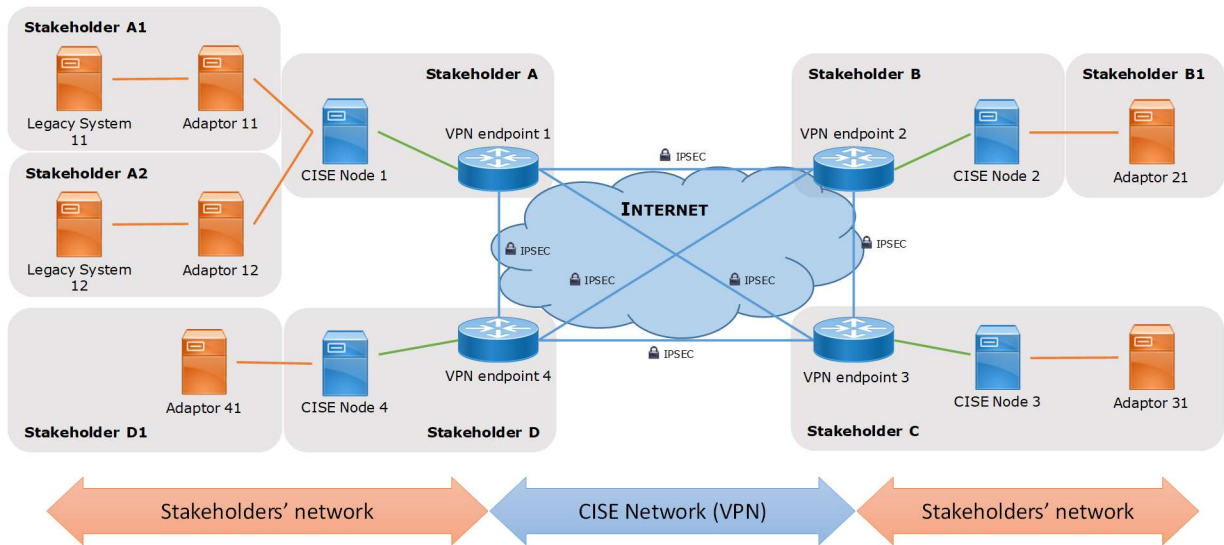 Stakeholder A1
Legacy System
11
Adaptor 11
Stakeholder A2
Legacy System
12
Adaptor 12
Stakeholder A
VPN endpoint 1
CISE Node 1
Stakeholder B
VPN endpoint 2
CISE Node 2
Stakeholder B1
Adaptor 21
IPSEC
INTERNET
IPSEC
IPSEC
IPSEC
IPSEC
IPSEC
Adaptor 41
Stakeholder D1
CISE Node 4
VPN endpoint 4
Stakeholder D
VPN endpoint 3
CISE Node 3
Adaptor 31
Stakeholder C
Stakeholders’ network
CISE Network (VPN)
Stakeholders’ network